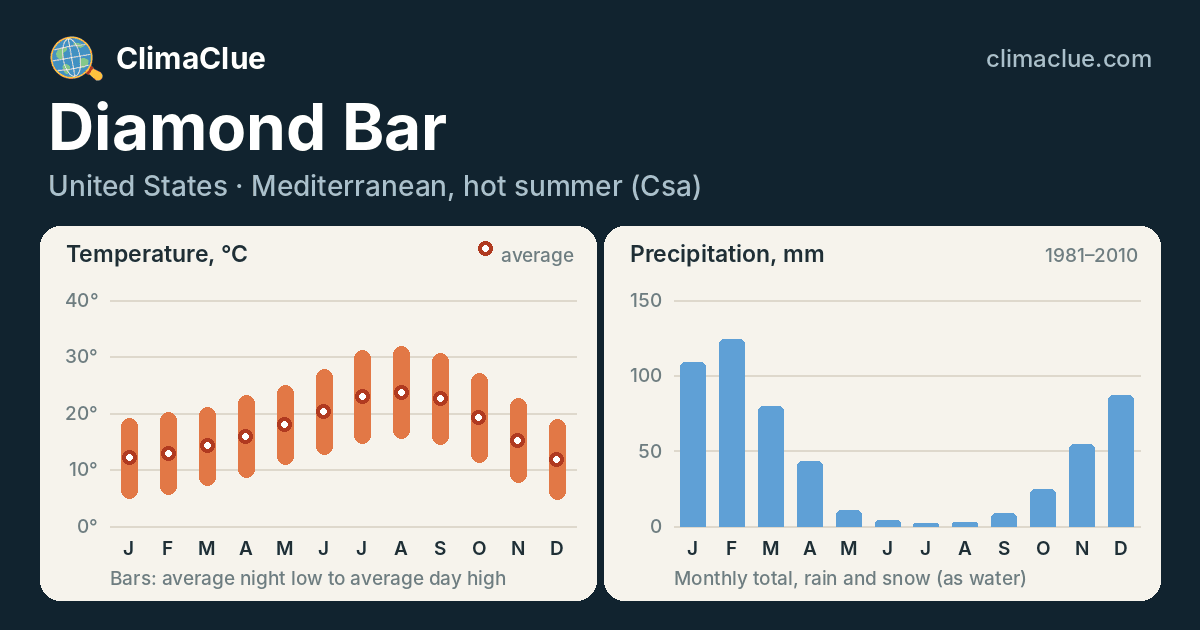 ClimaClue
climaclue.com
Diamond Bar
United States · Mediterranean, hot summer (Csa)
Temperature, °C
average
40°
30°
20°
10°
0°
J F M A M J J A S O N D
Bars: average night low to average day high
Precipitation, mm
1981–2010
150
100
50
0
J F M A M J J A S O N D
Monthly total, rain and snow (as water)